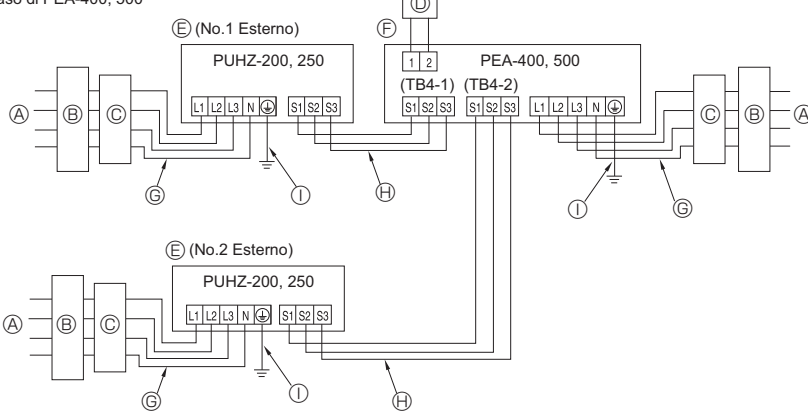 aso di PEA-400, 500
Ⓓ
Ⓔ (No.1 Esterno)
Ⓕ
PUHZ-200, 250
1 2
PEA-400, 500
(TB4-1) (TB4-2)
L1 L2 L3 N S1 S2 S3
S1 S2 S3 S1 S2 S3 L1 L2 L3 N
Ⓐ Ⓑ Ⓒ
Ⓒ Ⓑ Ⓐ
Ⓖ Ⓘ Ⓗ
Ⓘ Ⓖ
Ⓔ (No.2 Esterno)
PUHZ-200, 250
L1 L2 L3 N S1 S2 S3
Ⓐ Ⓑ Ⓒ
Ⓖ Ⓘ Ⓗ